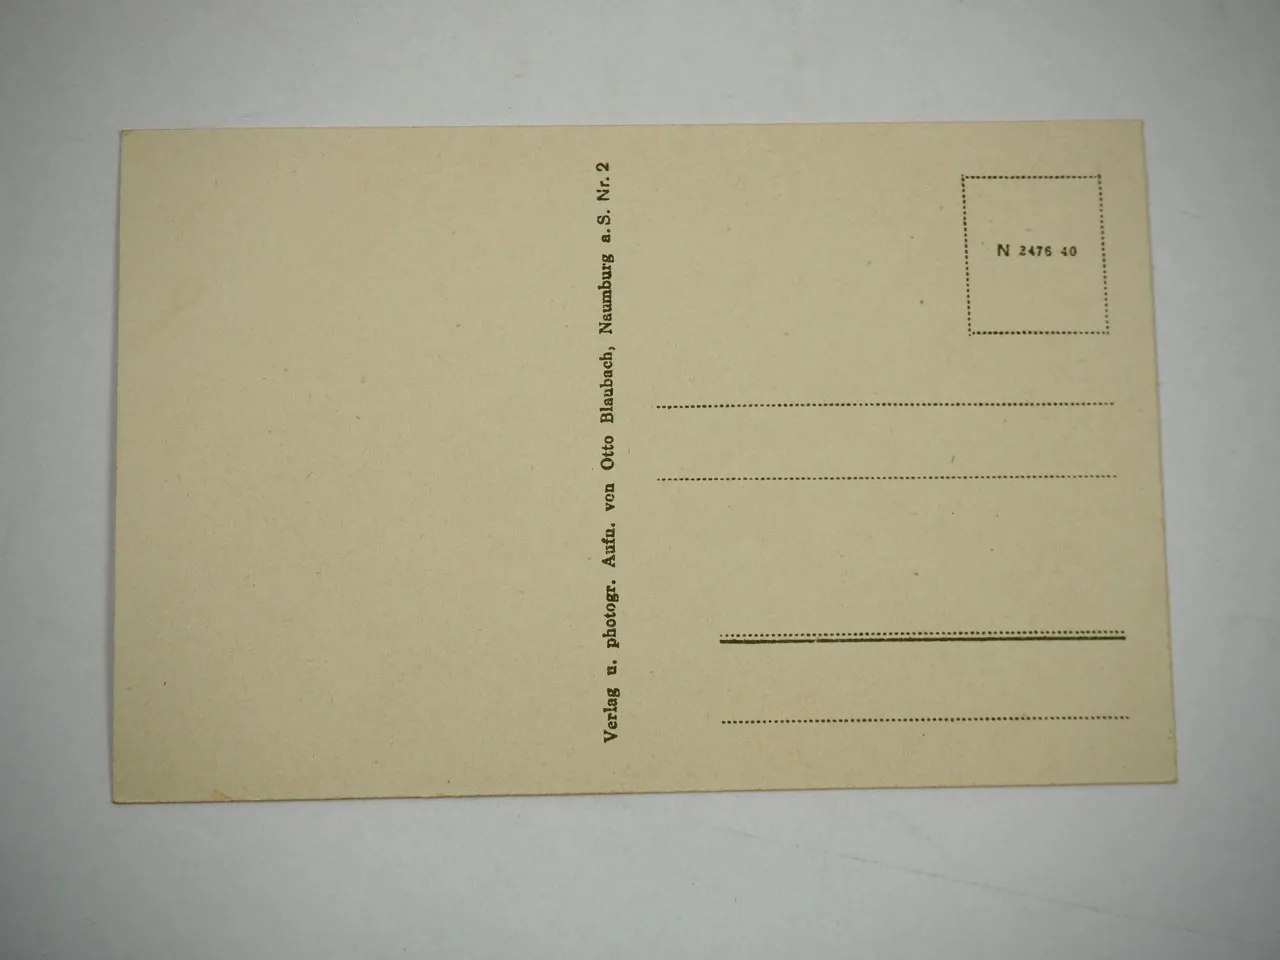 Verlag u. photogr. Aufn. von Otto Blaubach, Naumburg a. S. Nr. 2
N 2476 40